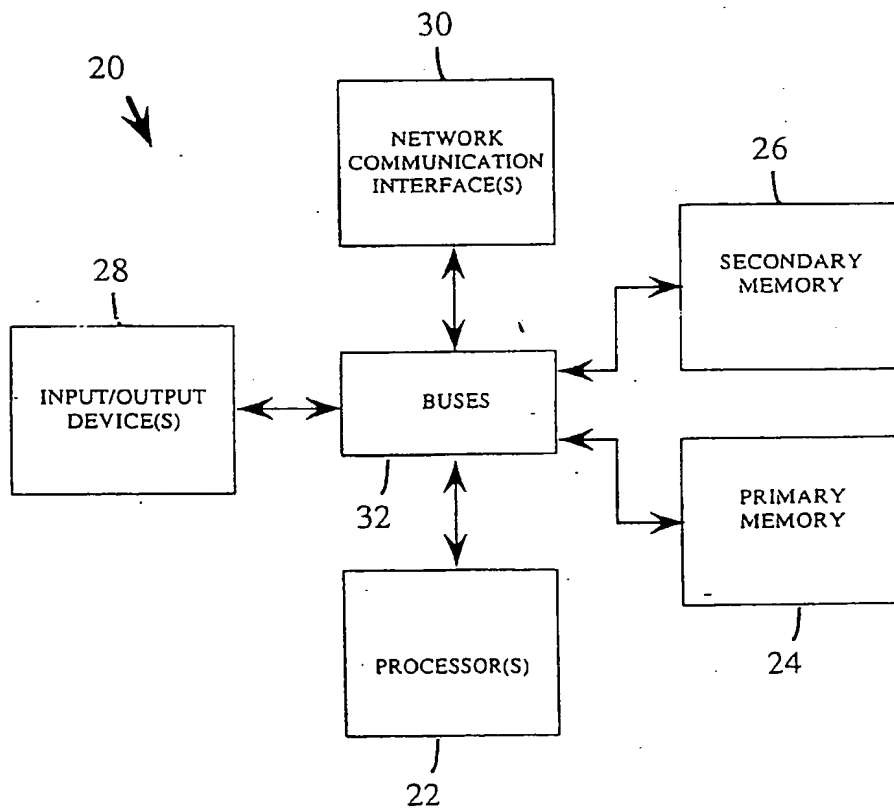 30
20
NETWORK
COMMUNICATION
INTERFACE(S)
26
SECONDARY
MEMORY
28
INPUT/OUTPUT
DEVICE(S)
BUSES
32
PRIMARY
MEMORY
24
PROCESSOR(S)
22